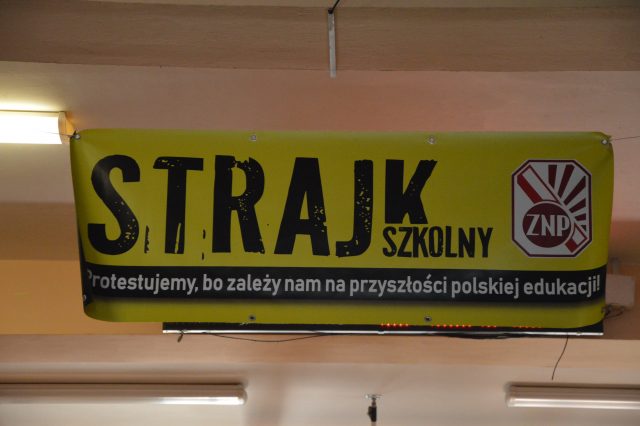 STRAJK
SZKOLNY
ZNP
Protestujemy, bo zależy nam na przyszłości polskiej edukacji!